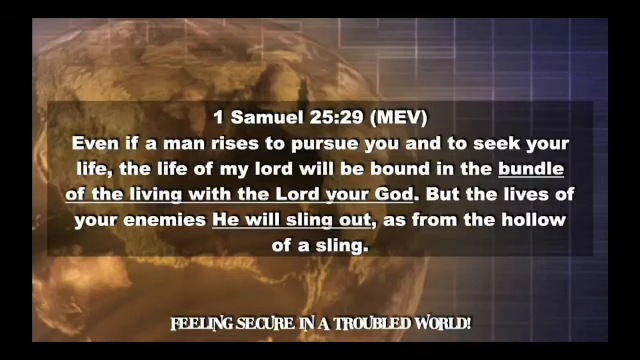 1 Samuel 25:29 (MEV)
Even if a man rises to pursue you and to seek your
life, the life of my lord will be bound in the bundle
of the living with the Lord your God. But the lives of
your enemies He will sling out, as from the hollow
of a sling.
FEELING SECURE IN A TROUBLED WORLD!